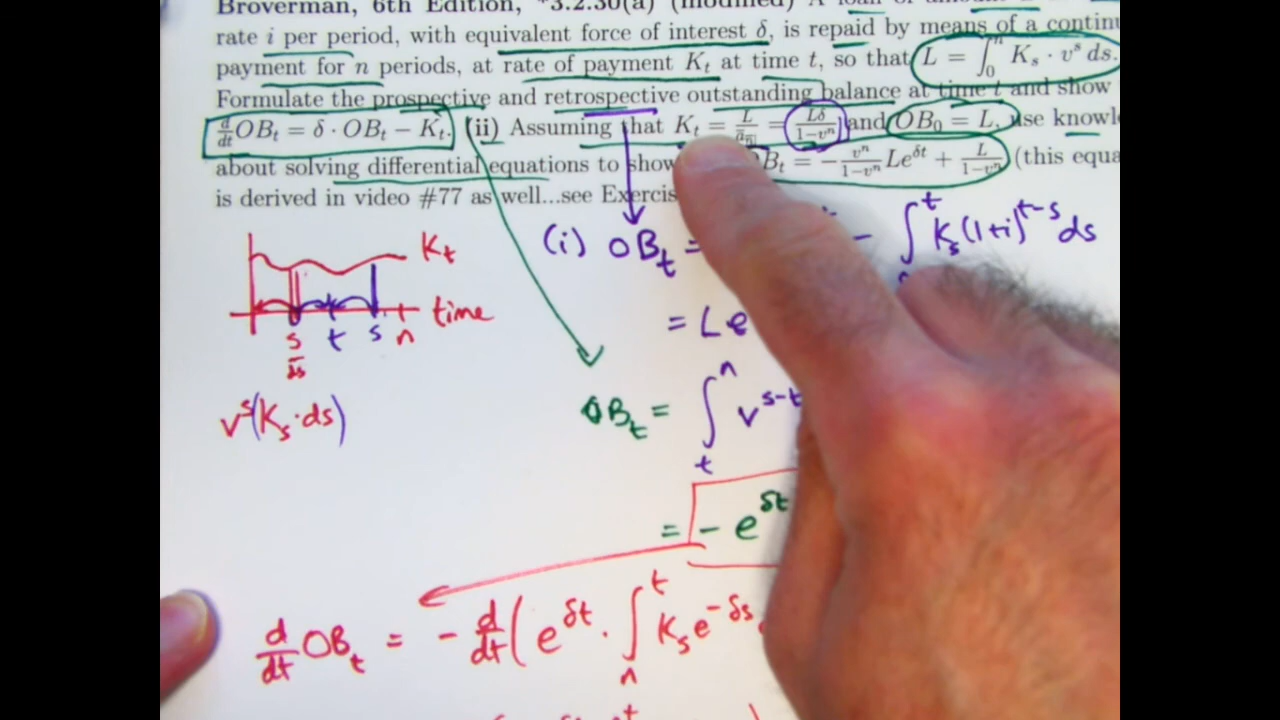 Broverman, 6th Edition, *3.2.30(a) (modified) A loan of amount
rate i per period, with equivalent force of interest δ, is repaid by means of a continu
payment for n periods, at rate of payment K_t at time t, so that L = ∫_0^n K_s · v^s ds.
Formulate the prospective and retrospective outstanding balance at time t and show
d/dt OB_t = δ · OB_t − K_t. (ii) Assuming that K_t = L/ā_n = Lδ/(1−v^n) and OB_0 = L, use knowl
about solving differential equations to show B_t = −v^n/(1−v^n) Le^{δt} + L/(1−v^n) (this equa
is derived in video #77 as well...see Exercis
K_t
(i) OB_t = − ∫^t K_s(1+i)^{t−s} ds
s t s n time
ds
= Le
v^s(K_s·ds)
OB_t = ∫_t^n v^{s−t}
= − e^{δt}
d/dt OB_t = − d/dt (e^{δt} · ∫_n^t K_s e^{−δs}